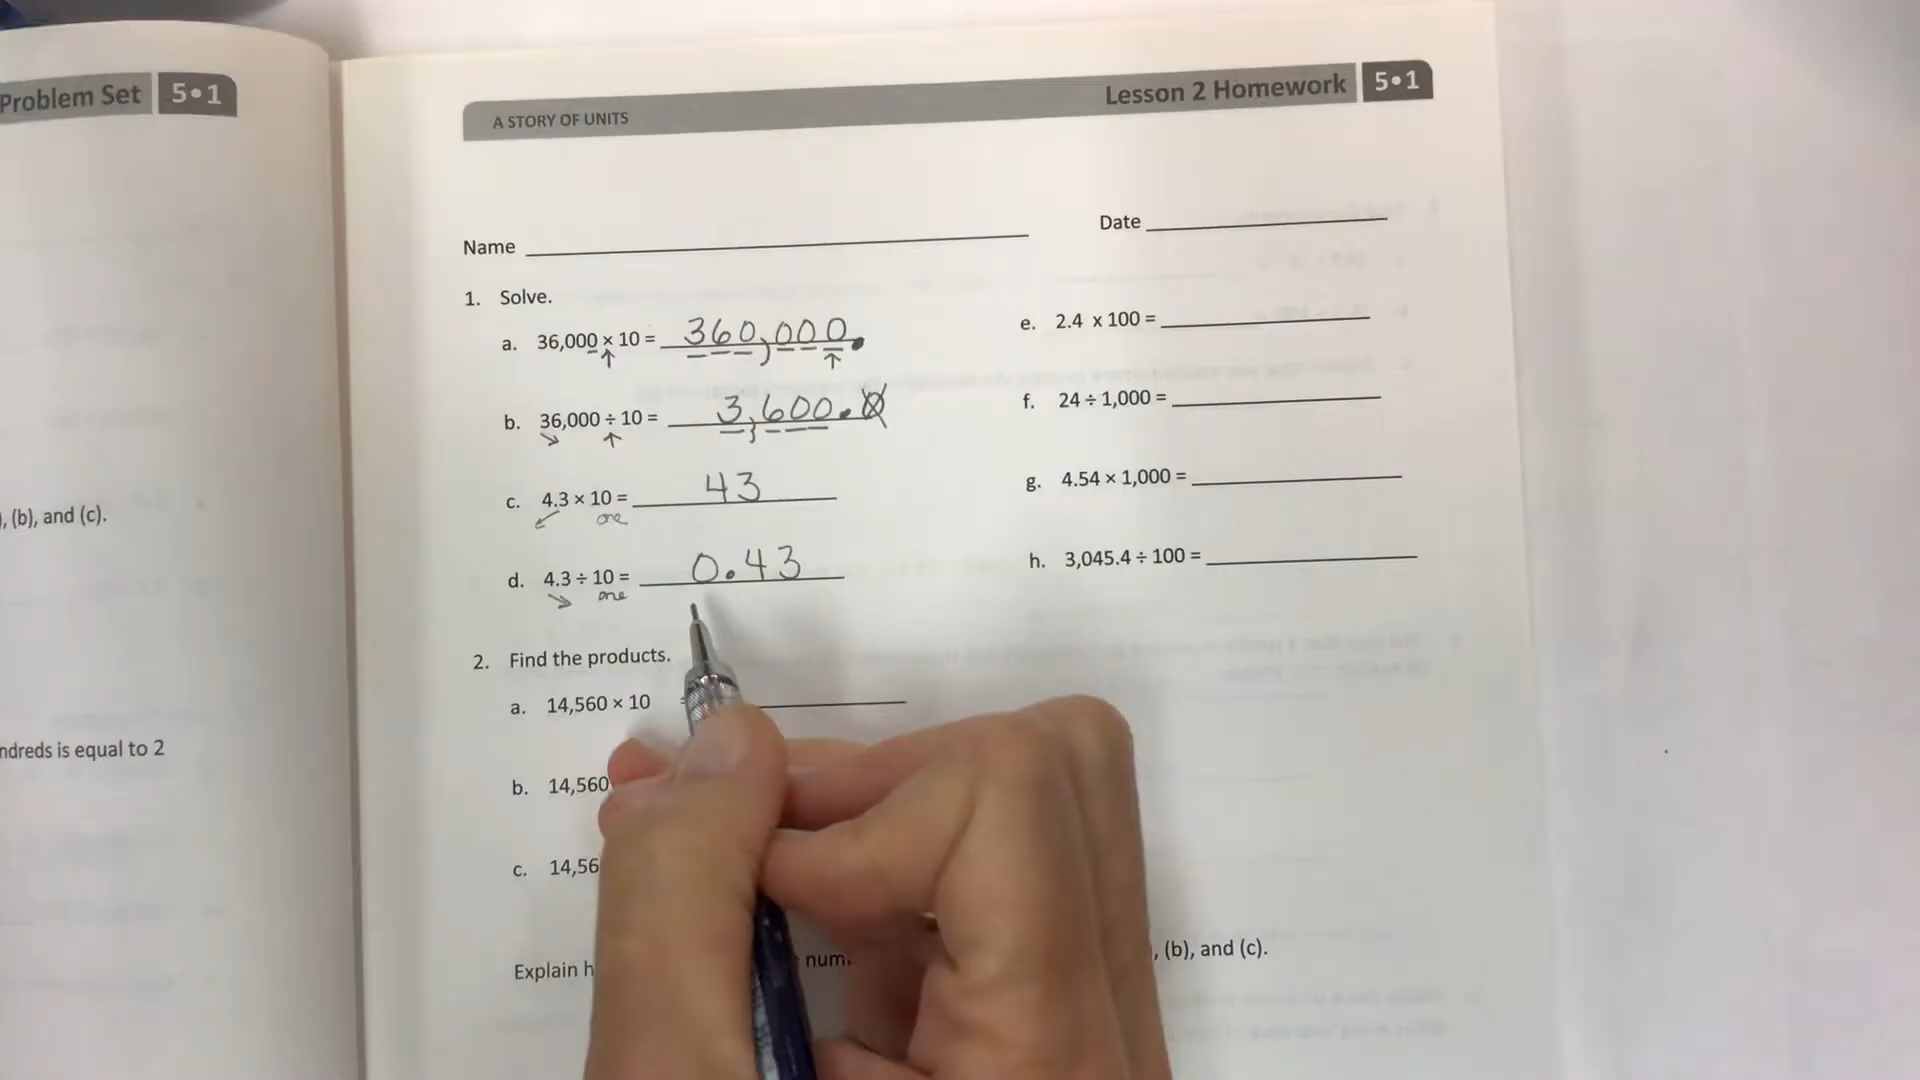 Problem Set 5•1
), (b), and (c).
ndreds is equal to 2
A STORY OF UNITS Lesson 2 Homework 5•1
Name Date
1. Solve.
a. 36,000 × 10 = 360,000.
b. 36,000 ÷ 10 = 3,600.0
c. 4.3 × 10 = 43
one
d. 4.3 ÷ 10 = 0.43
one
e. 2.4 x 100 =
f. 24 ÷ 1,000 =
g. 4.54 × 1,000 =
h. 3,045.4 ÷ 100 =
2. Find the products.
a. 14,560 × 10
b. 14,560
c. 14,56
Explain h num. , (b), and (c).